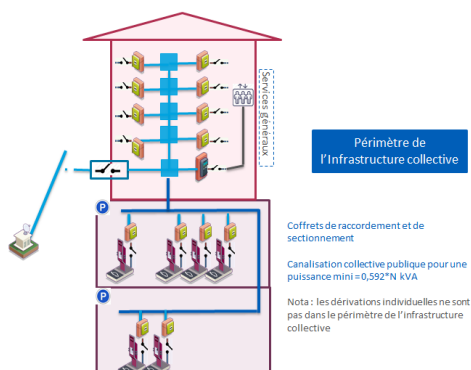 Services généraux
Périmètre de
l'Infrastructure collective
P
Coffrets de raccordement et de
sectionnement
Canalisation collective publique pour une
puissance mini =0,592*N kVA
Nota : les dérivations individuelles ne sont
pas dans le périmètre de l'infrastructure
collective
P